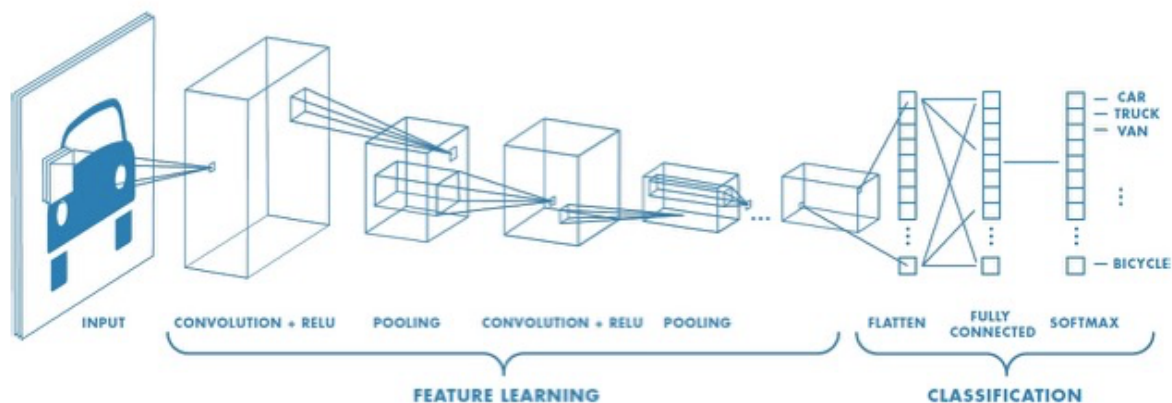 CAR
TRUCK
VAN
BICYCLE
INPUT
CONVOLUTION + RELU
POOLING
CONVOLUTION + RELU
POOLING
FLATTEN
FULLY
CONNECTED
SOFTMAX
FEATURE LEARNING
CLASSIFICATION